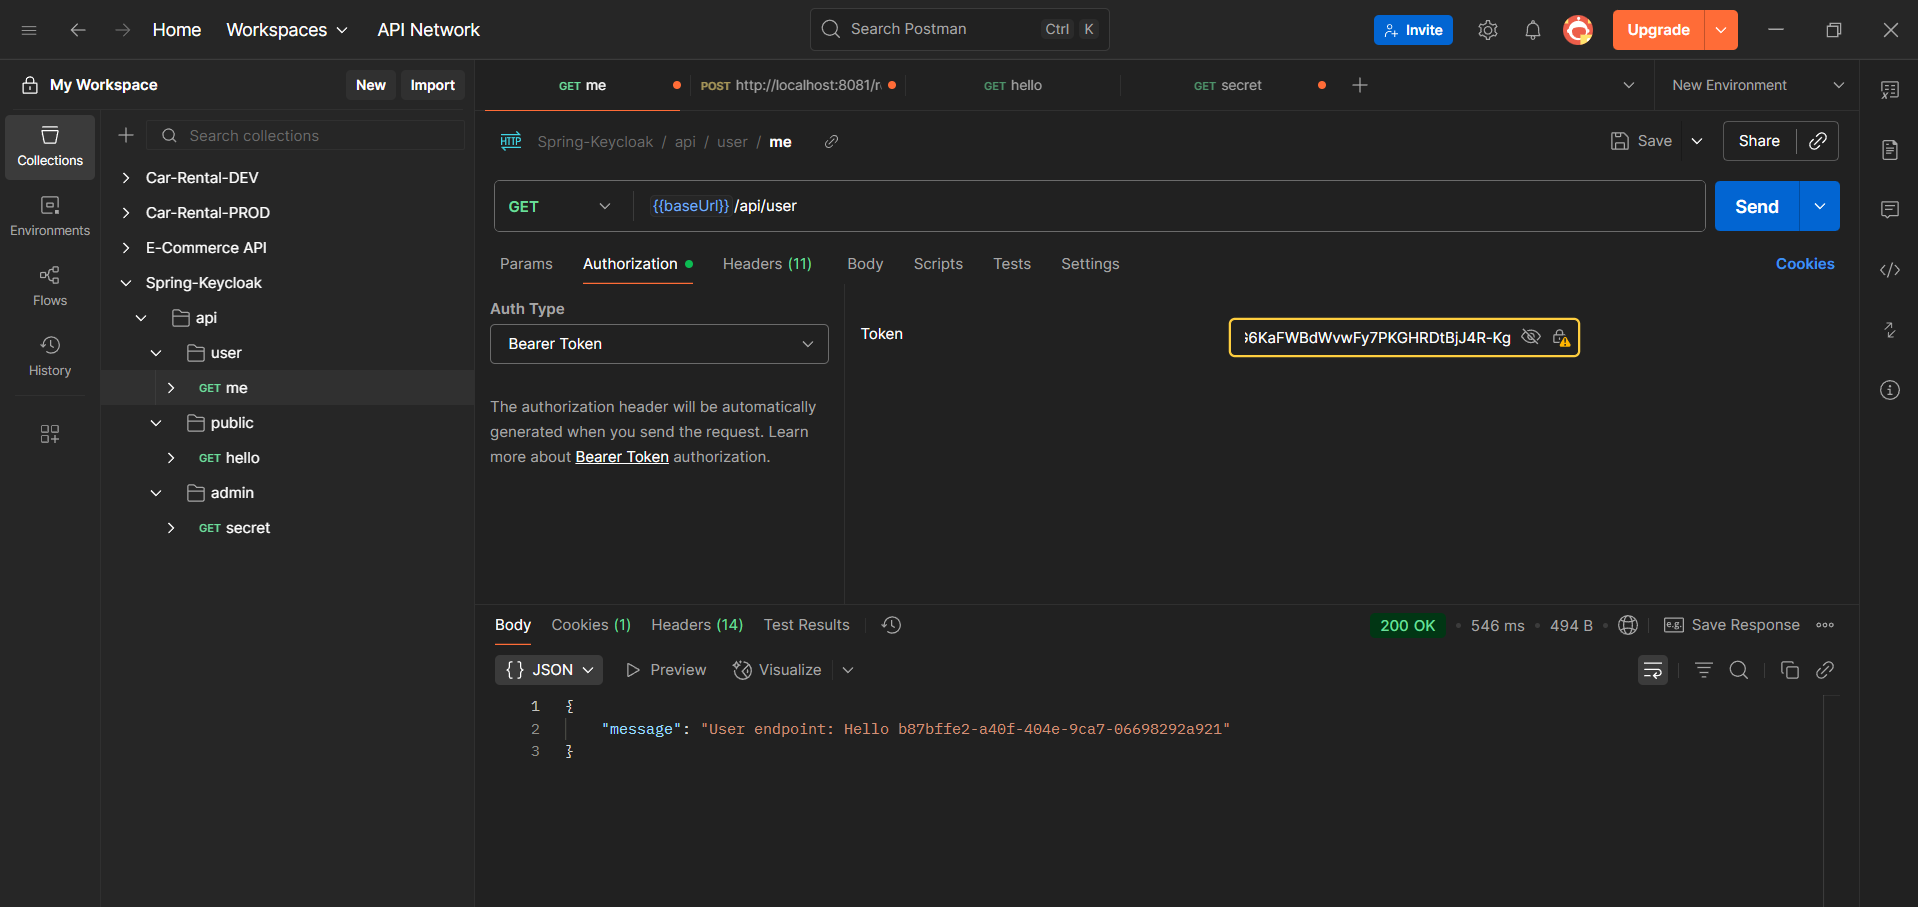 Home Workspaces API Network Search Postman Ctrl K Invite Upgrade
My Workspace New Import GET me POST http://localhost:8081/r GET hello GET secret New Environment
Collections
Environments
Flows
History
Search collections
Car-Rental-DEV
Car-Rental-PROD
E-Commerce API
Spring-Keycloak
api
user
GET me
public
GET hello
admin
GET secret
HTTP Spring-Keycloak / api / user / me Save Share
GET {{baseUrl}}/api/user Send
Params Authorization Headers (11) Body Scripts Tests Settings Cookies
Auth Type
Bearer Token
The authorization header will be automatically
generated when you send the request. Learn
more about Bearer Token authorization.
Token
6KaFWBdWvwFy7PKGHRDtBjJ4R-Kg
Body Cookies (1) Headers (14) Test Results 200 OK 546 ms 494 B e.g. Save Response
{} JSON Preview Visualize
1 {
2 "message": "User endpoint: Hello b87bffe2-a40f-404e-9ca7-06698292a921"
3 }